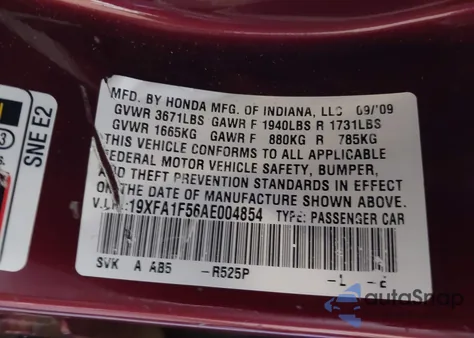 MFD. BY HONDA MFG. OF INDIANA, LLC 09/'09
GVWR 3671LBS GAWR F 1940LBS R 1731LBS
GVWR 1665KG GAWR F 880KG R 785KG
THIS VEHICLE CONFORMS TO ALL APPLICABLE
FEDERAL MOTOR VEHICLE SAFETY, BUMPER,
AND THEFT PREVENTION STANDARDS IN EFFECT
ON THE DATE OF MANUFACTURE SHOWN ABOVE.
V.I.N.:19XFA1F56AE004854 TYPE: PASSENGER CAR
SVK A AB5 -R525P -L -2
SNE E2
3
autoSnap